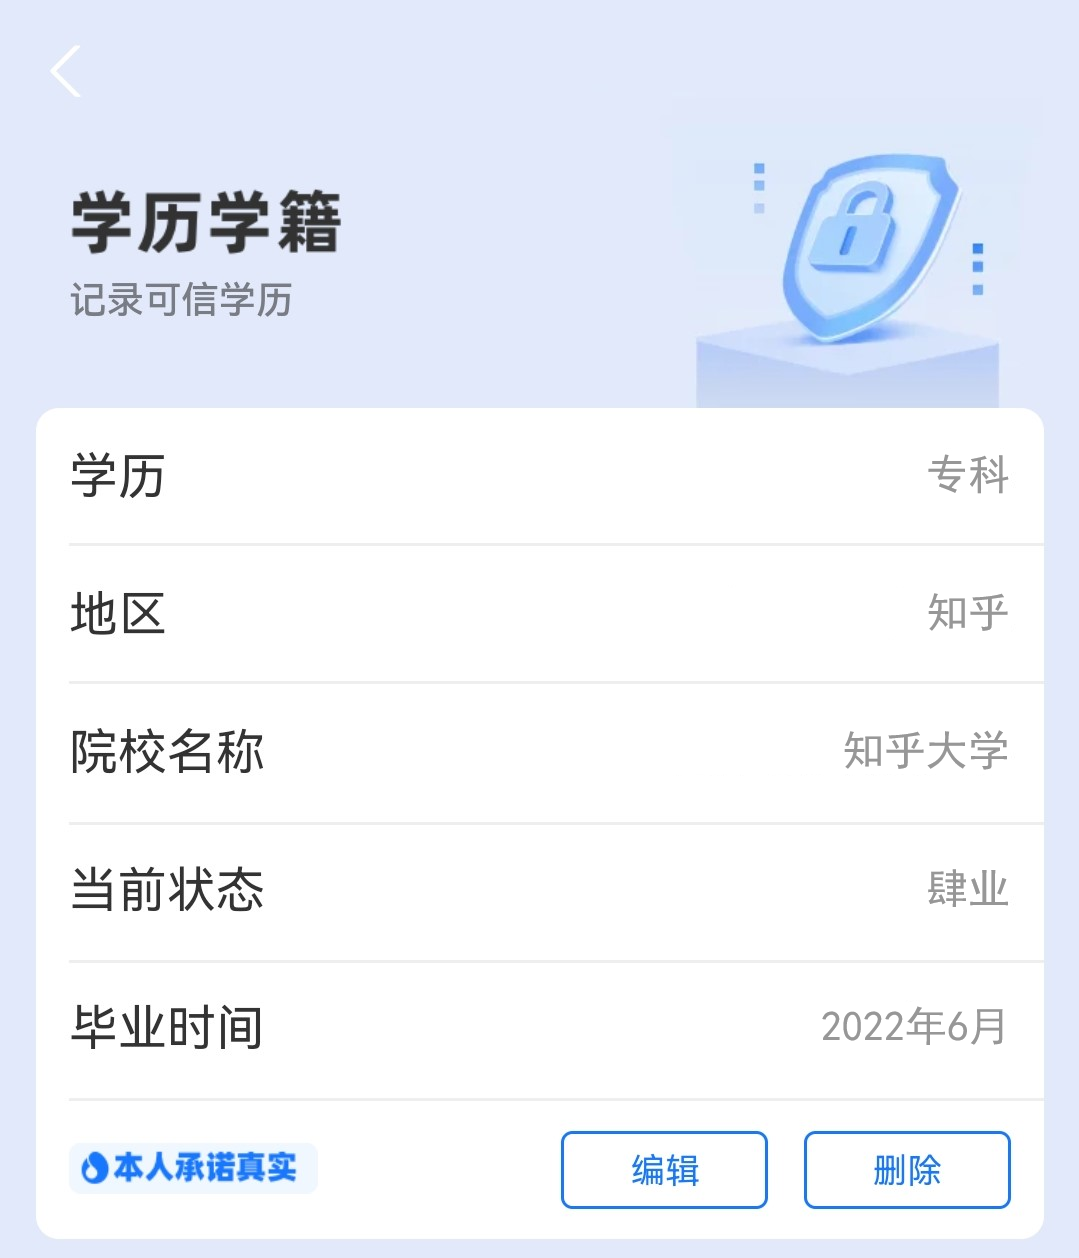 学历学籍
记录可信学历
学历 专科
地区 知乎
院校名称 知乎大学
当前状态 肆业
毕业时间 2022年6月
本人承诺真实 编辑 删除